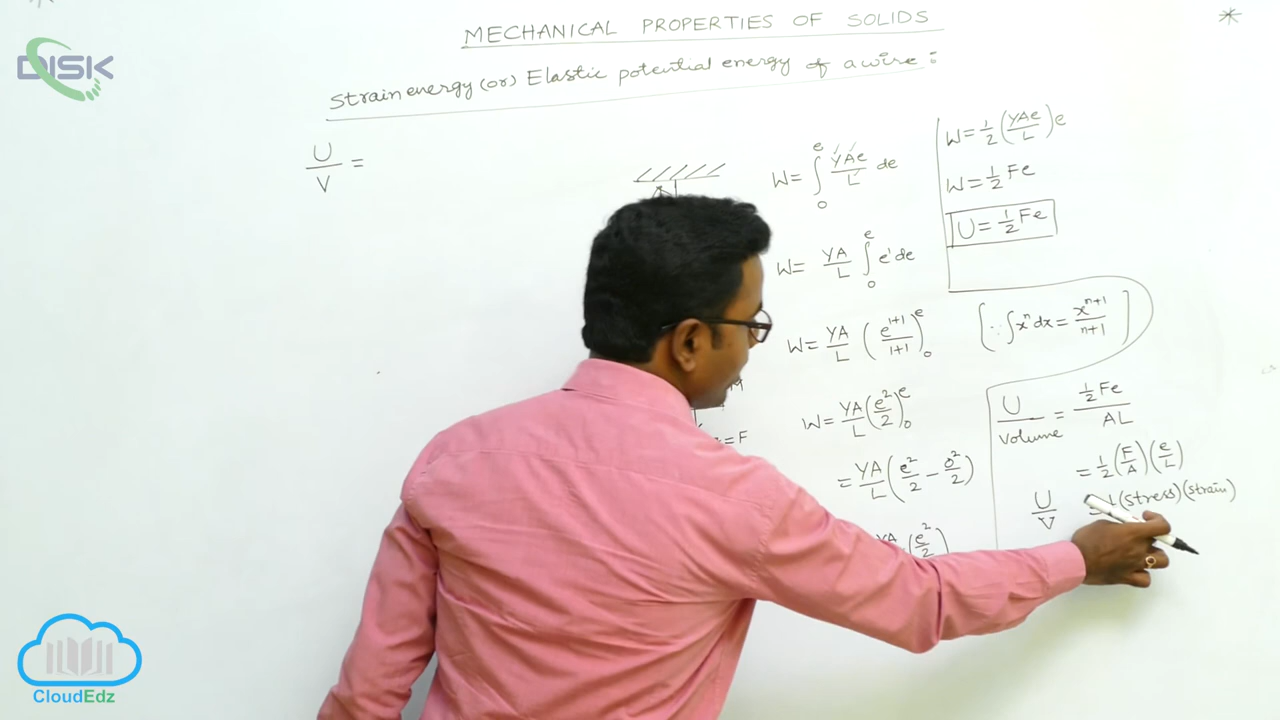 MECHANICAL PROPERTIES OF SOLIDS
Strain energy (or) Elastic potential energy of a wire :
DISK
U/V =
W = ∫₀ᵉ YAe/L de
W = YA/L ∫₀ᵉ e¹ de
W = YA/L (e¹⁺¹/1+1)₀ᵉ
W = YA/L (e²/2)₀ᵉ
= YA/L (e²/2 − 0²/2)
YA (e²/2)
M
= F
W = 1/2 (YAe/L) e
W = 1/2 Fe
U = 1/2 Fe
[∵ ∫xⁿ dx = xⁿ⁺¹/n+1]
U/Volume = 1/2 Fe/AL
= 1/2 (F/A) (e/L)
U/V (stress) (strain)
CloudEdz